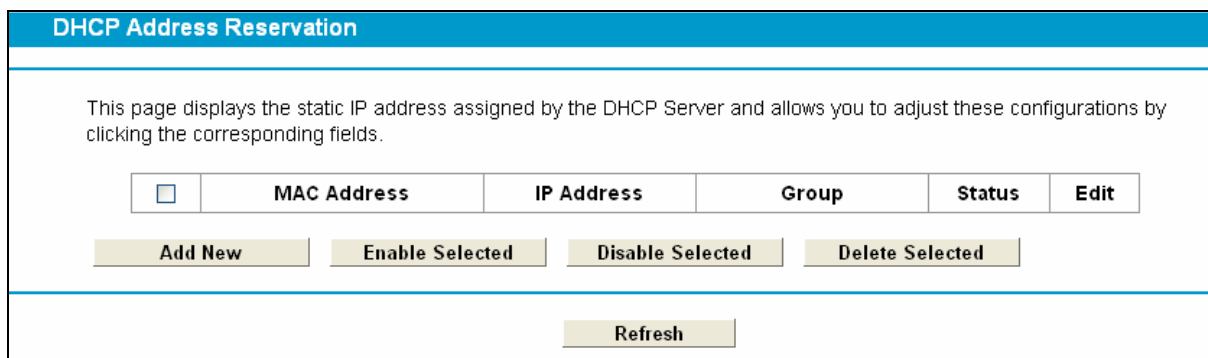 DHCP Address Reservation
This page displays the static IP address assigned by the DHCP Server and allows you to adjust these configurations by
clicking the corresponding fields.
MAC Address IP Address Group Status Edit
Add New Enable Selected Disable Selected Delete Selected
Refresh